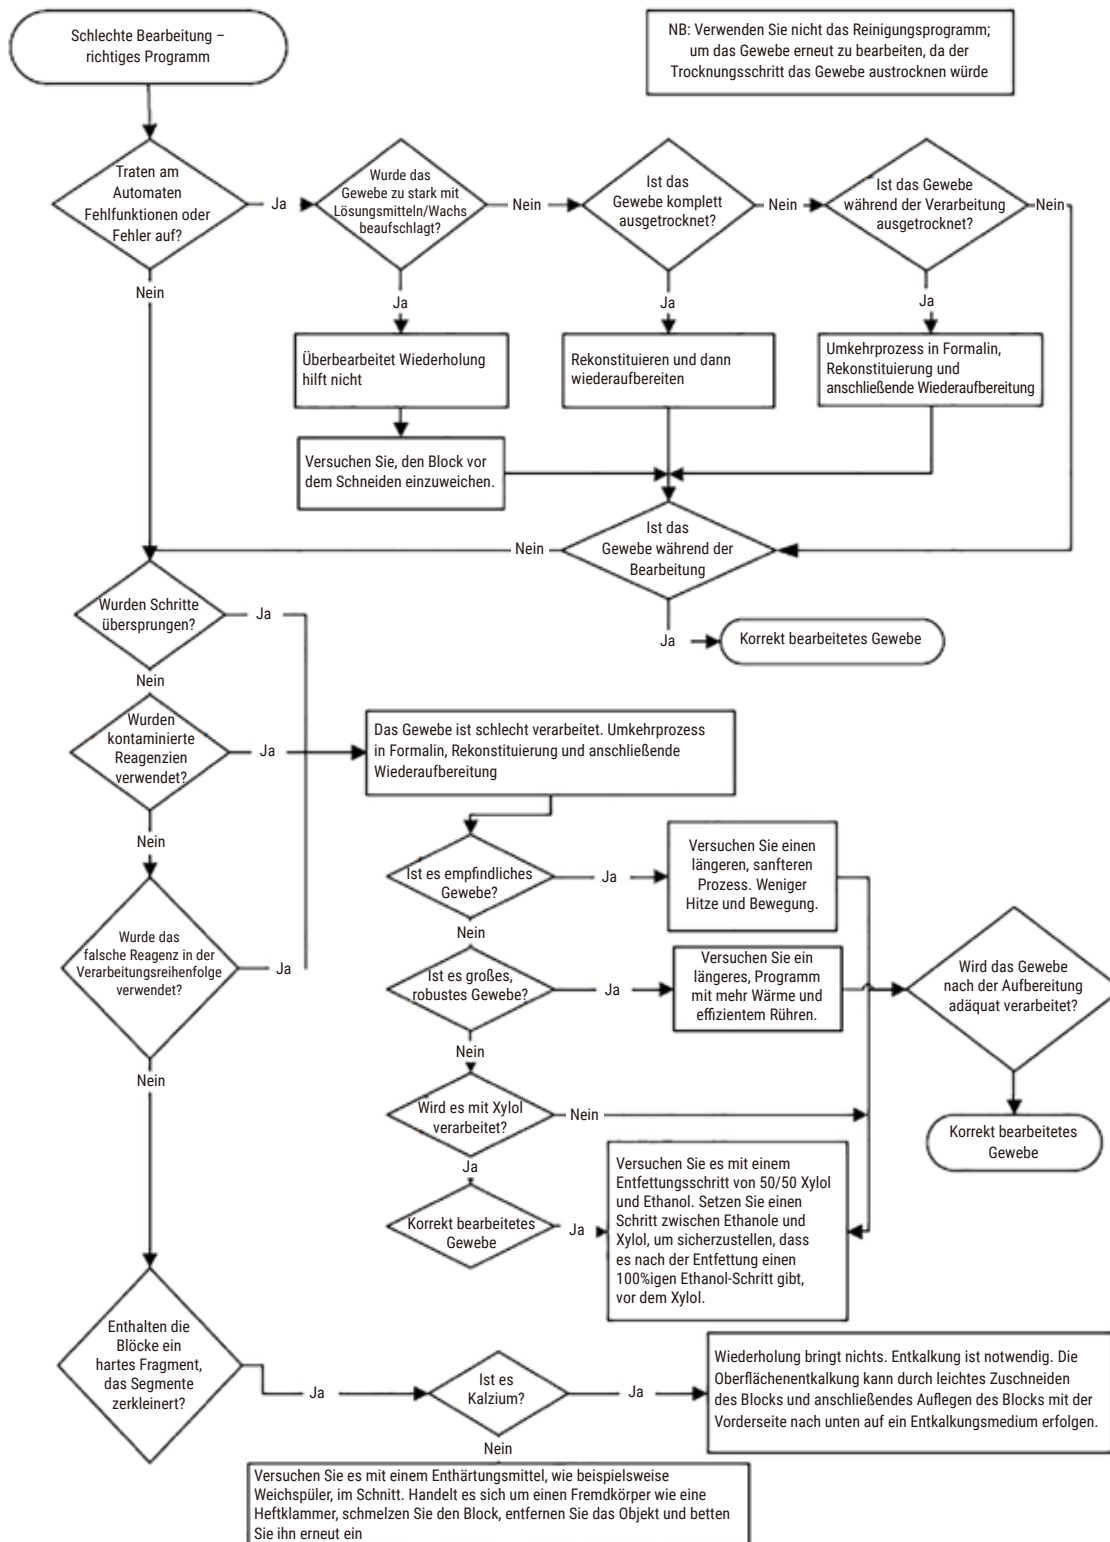 Schlechte Bearbeitung –
richtiges Programm
NB: Verwenden Sie nicht das Reinigungsprogramm;
um das Gewebe erneut zu bearbeiten, da der
Trocknungsschritt das Gewebe austrocknen würde
Traten am
Automaten
Fehlfunktionen oder
Fehler auf?
Ja
Wurde das
Gewebe zu stark mit
Lösungsmitteln/Wachs
beaufschlagt?
Nein
Ist das
Gewebe komplett
ausgetrocknet?
Nein
Ist das Gewebe
während der Verarbeitung
ausgetrocknet?
Nein
Nein
Ja
Ja
Ja
Überbearbeitet Wiederholung
hilft nicht
Rekonstituieren und dann
wiederaufbereiten
Umkehrprozess in Formalin,
Rekonstituierung und
anschließende Wiederaufbereitung
Versuchen Sie, den Block vor
dem Schneiden einzuweichen.
Ist das
Gewebe während der
Bearbeitung
Nein
Ja
Korrekt bearbeitetes Gewebe
Wurden Schritte
übersprungen?
Ja
Nein
Wurden
kontaminierte
Reagenzien
verwendet?
Ja
Das Gewebe ist schlecht verarbeitet. Umkehrprozess
in Formalin, Rekonstituierung und anschließende
Wiederaufbereitung
Nein
Ist es empfindliches
Gewebe?
Ja
Versuchen Sie einen
längeren, sanfteren
Prozess. Weniger
Hitze und Bewegung.
Nein
Wurde das
falsche Reagenz in der
Verarbeitungsreihenfolge
verwendet?
Ja
Ist es großes,
robustes Gewebe?
Ja
Versuchen Sie ein
längeres, Programm
mit mehr Wärme und
effizientem Rühren.
Wird das Gewebe
nach der Aufbereitung
adäquat verarbeitet?
Nein
Nein
Wird es mit Xylol
verarbeitet?
Nein
Korrekt bearbeitetes
Gewebe
Ja
Korrekt bearbeitetes
Gewebe
Ja
Versuchen Sie es mit einem
Entfettungsschritt von 50/50 Xylol
und Ethanol. Setzen Sie einen
Schritt zwischen Ethanole und
Xylol, um sicherzustellen, dass
es nach der Entfettung einen
100%igen Ethanol-Schritt gibt,
vor dem Xylol.
Enthalten die
Blöcke ein
hartes Fragment,
das Segmente
zerkleinert?
Ja
Ist es
Kalzium?
Ja
Wiederholung bringt nichts. Entkalkung ist notwendig. Die
Oberflächenentkalkung kann durch leichtes Zuschneiden
des Blocks und anschließendes Auflegen des Blocks mit der
Vorderseite nach unten auf ein Entkalkungsmedium erfolgen.
Nein
Versuchen Sie es mit einem Enthärtungsmittel, wie beispielsweise
Weichspüler, im Schnitt. Handelt es sich um einen Fremdkörper wie eine
Heftklammer, schmelzen Sie den Block, entfernen Sie das Objekt und betten
Sie ihn erneut ein